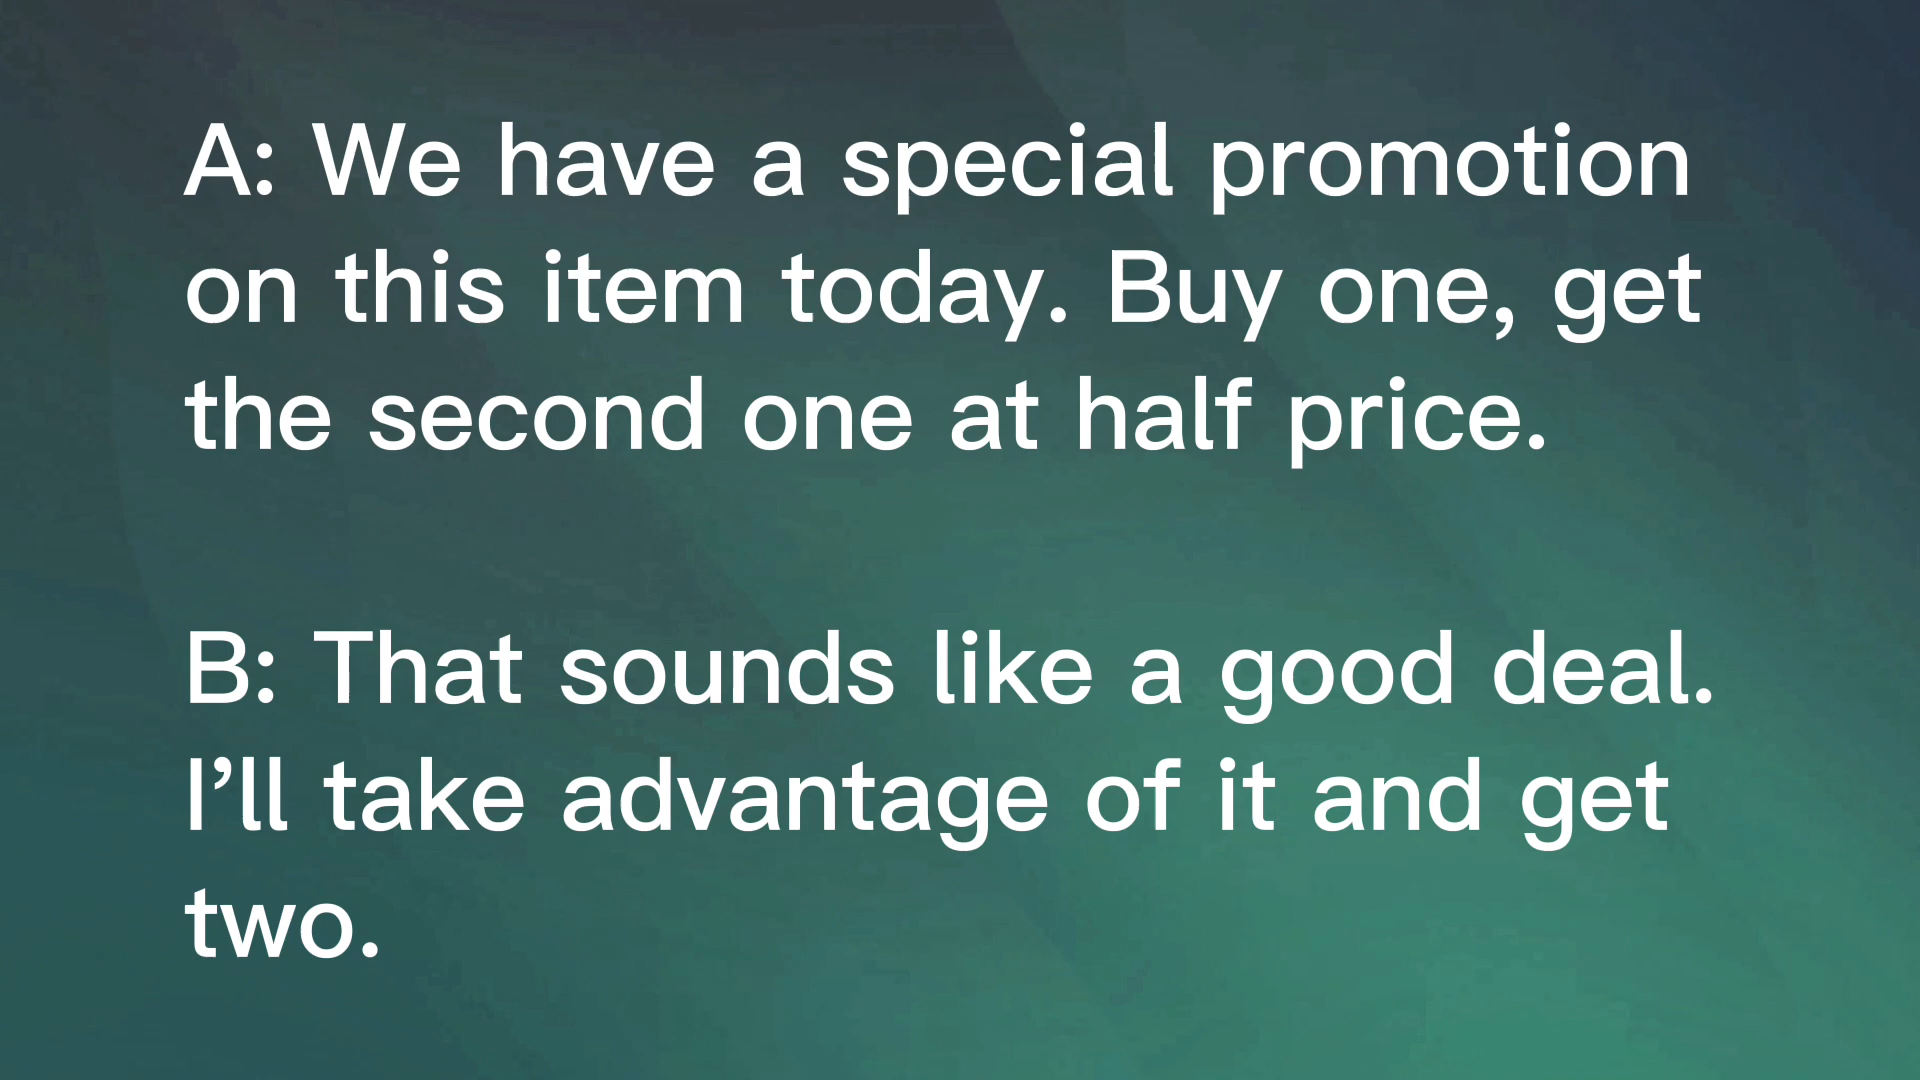 A: We have a special promotion
on this item today. Buy one, get
the second one at half price.
B: That sounds like a good deal.
I’ll take advantage of it and get
two.